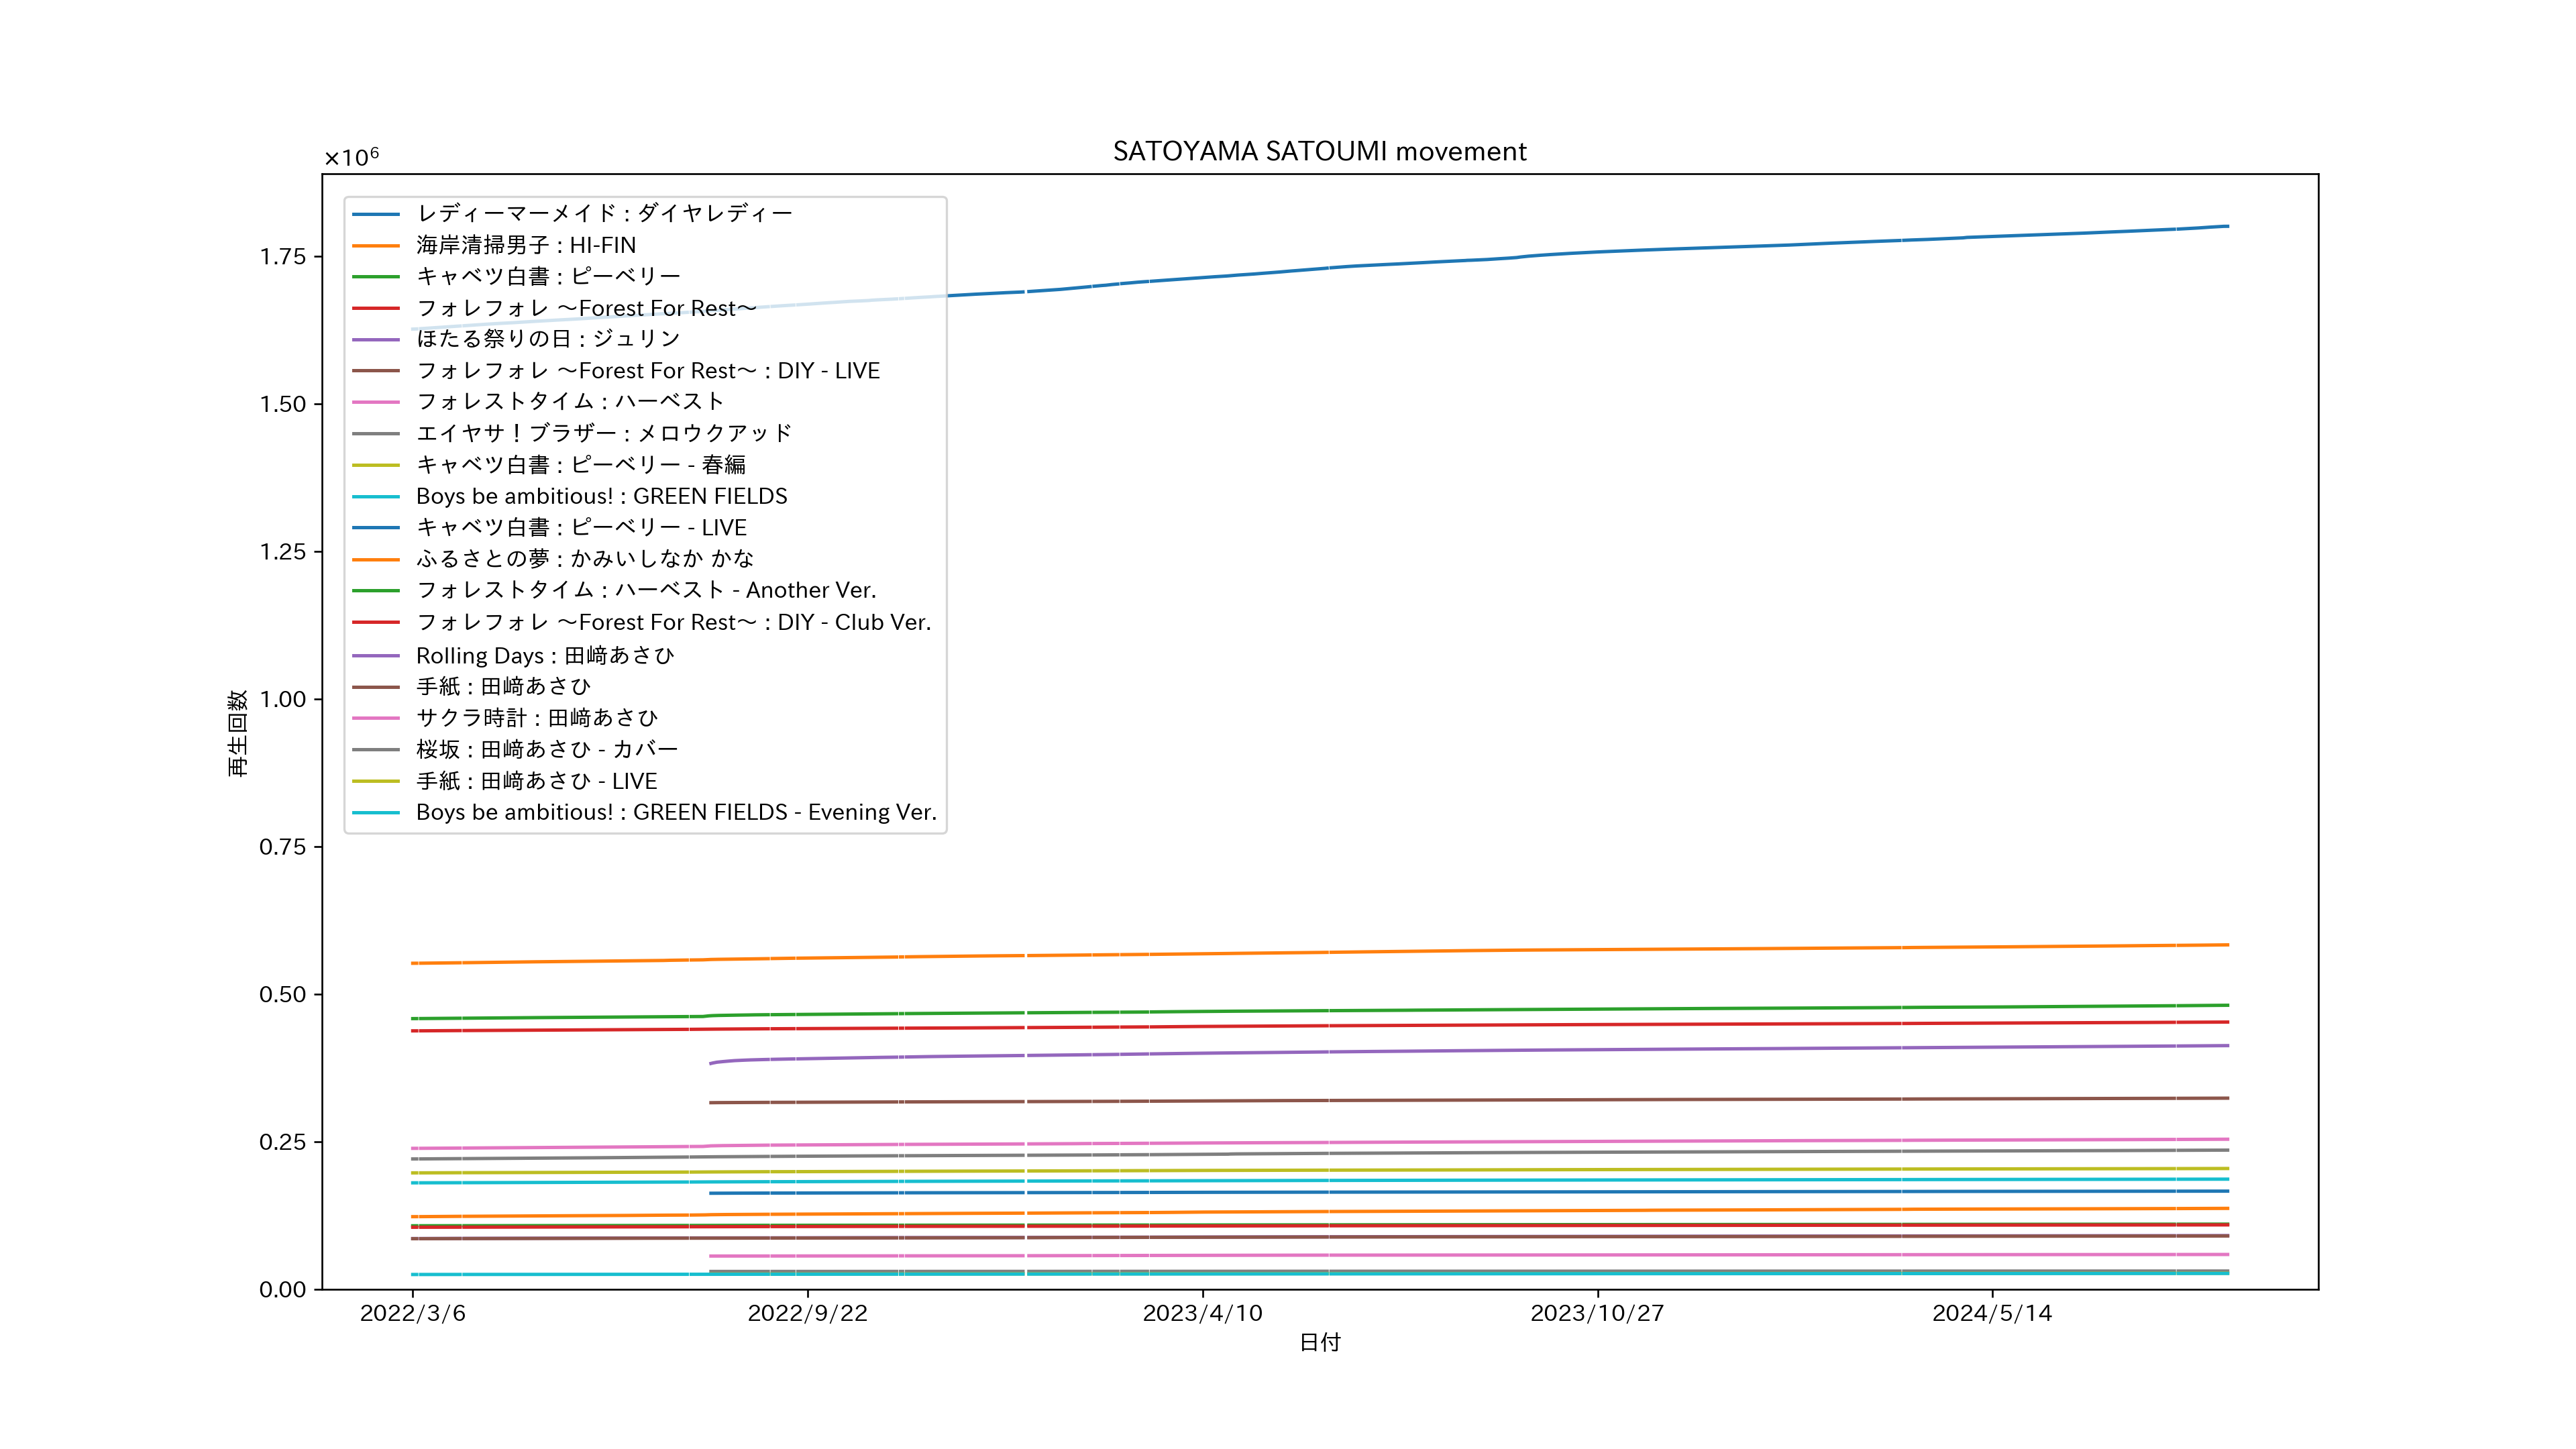 SATOYAMA SATOUMI movement
×10⁶
レディーマーメイド : ダイヤレディー
海岸清掃男子 : HI-FIN
キャベツ白書 : ピーベリー
フォレフォレ 〜Forest For Rest〜
ほたる祭りの日 : ジュリン
フォレフォレ 〜Forest For Rest〜 : DIY - LIVE
フォレストタイム : ハーベスト
エイヤサ！ブラザー : メロウクアッド
キャベツ白書 : ピーベリー - 春編
Boys be ambitious! : GREEN FIELDS
キャベツ白書 : ピーベリー - LIVE
ふるさとの夢 : かみいしなか かな
フォレストタイム : ハーベスト - Another Ver.
フォレフォレ 〜Forest For Rest〜 : DIY - Club Ver.
Rolling Days : 田﨑あさひ
手紙 : 田﨑あさひ
サクラ時計 : 田﨑あさひ
桜坂 : 田﨑あさひ - カバー
手紙 : 田﨑あさひ - LIVE
Boys be ambitious! : GREEN FIELDS - Evening Ver.
再生回数
1.75
1.50
1.25
1.00
0.75
0.50
0.25
0.00
2022/3/6
2022/9/22
2023/4/10
2023/10/27
2024/5/14
日付